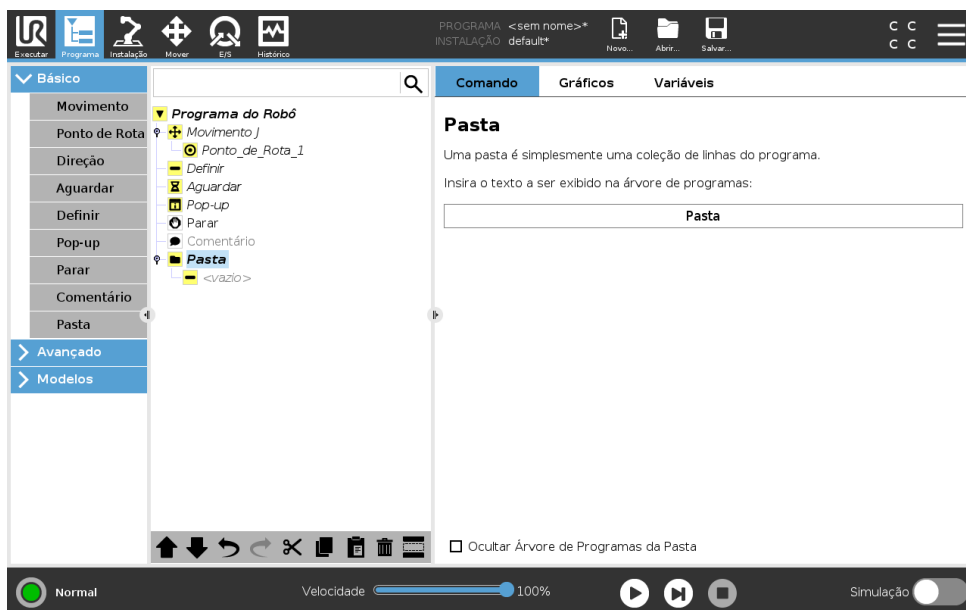 PROGRAMA <sem nome>*
INSTALAÇÃO default*
Executar Programa Instalação Mover E/S Histórico Novo... Abrir... Salvar...
C C
C C
Básico
Movimento
Ponto de Rota
Direção
Aguardar
Definir
Pop-up
Parar
Comentário
Pasta
Avançado
Modelos
Programa do Robô
Movimento J
Ponto_de_Rota_1
Definir
Aguardar
Pop-up
Parar
Comentário
Pasta
<vazio>
Comando Gráficos Variáveis
Pasta
Uma pasta é simplesmente uma coleção de linhas do programa.
Insira o texto a ser exibido na árvore de programas:
Pasta
Ocultar Árvore de Programas da Pasta
Normal Velocidade 100% Simulação